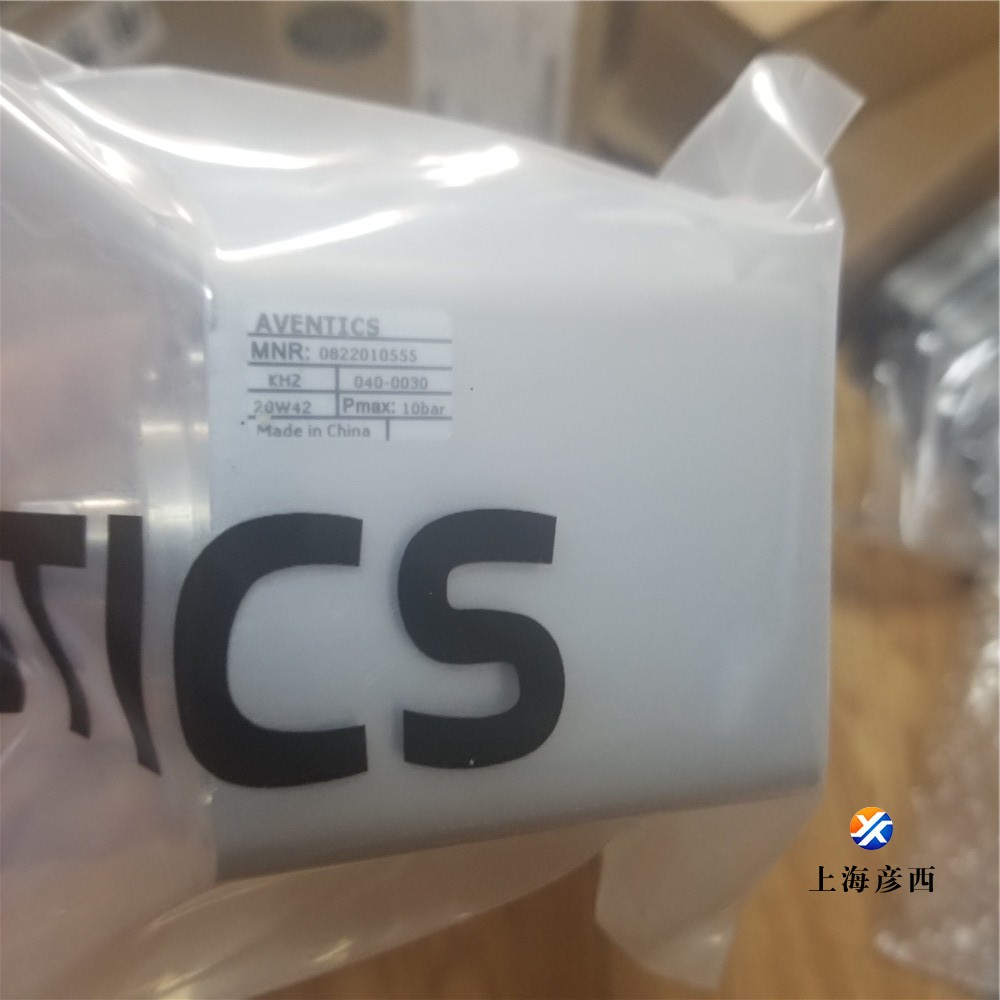 AVENTICS
MNR: 0822010555
KHZ 040-0030
20W42 Pmax: 10bar
Made in China
TICS
上海彦西